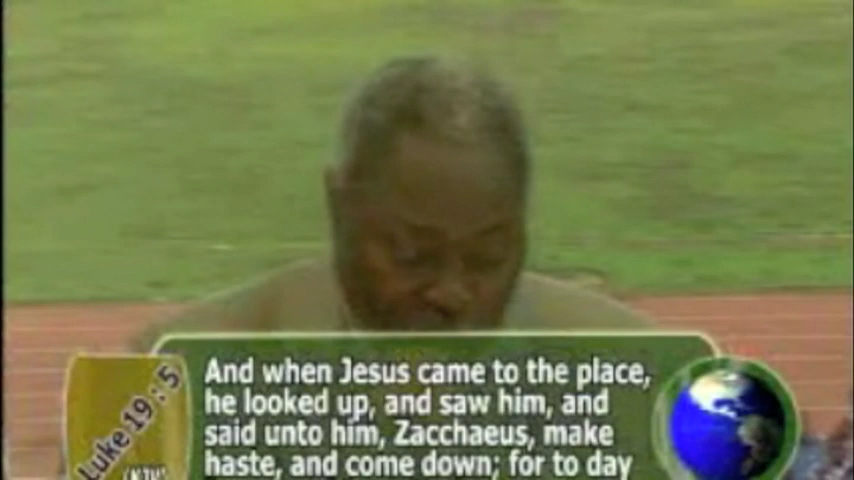 And when Jesus came to the place,
he looked up, and saw him, and
said unto him, Zacchaeus, make
haste, and come down; for to day
Luke 19 : 5